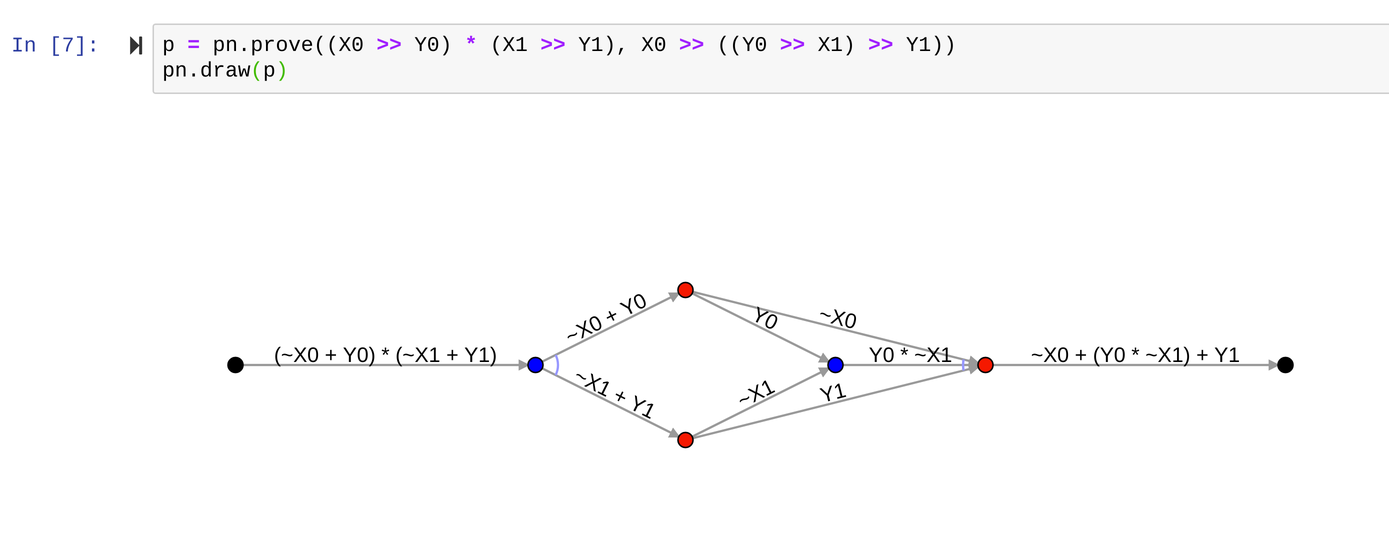 In [7]: p = pn.prove((X0 >> Y0) * (X1 >> Y1), X0 >> ((Y0 >> X1) >> Y1))
pn.draw(p)
~X0 + Y0
Y0
~X0
(~X0 + Y0) * (~X1 + Y1)
Y0 * ~X1
~X0 + (Y0 * ~X1) + Y1
~X1 + Y1
~X1
Y1